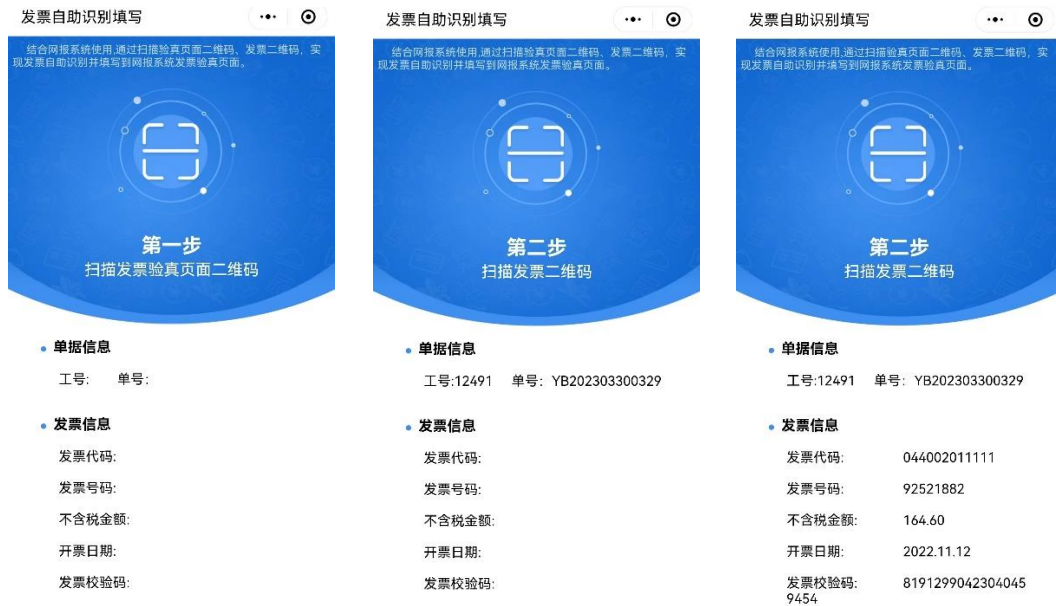 发票自助识别填写
结合网报系统使用,通过扫描验真页面二维码、发票二维码，实
现发票自助识别并填写到网报系统发票验真页面。
第一步
扫描发票验真页面二维码
单据信息
工号: 单号:
发票信息
发票代码:
发票号码:
不含税金额:
开票日期:
发票校验码:
发票自助识别填写
结合网报系统使用,通过扫描验真页面二维码、发票二维码，实
现发票自助识别并填写到网报系统发票验真页面。
第二步
扫描发票二维码
单据信息
工号:12491 单号: YB202303300329
发票信息
发票代码:
发票号码:
不含税金额:
开票日期:
发票校验码:
发票自助识别填写
结合网报系统使用,通过扫描验真页面二维码、发票二维码，实
现发票自助识别并填写到网报系统发票验真页面。
第二步
扫描发票二维码
单据信息
工号:12491 单号: YB202303300329
发票信息
发票代码: 044002011111
发票号码: 92521882
不含税金额: 164.60
开票日期: 2022.11.12
发票校验码: 8191299042304045
9454